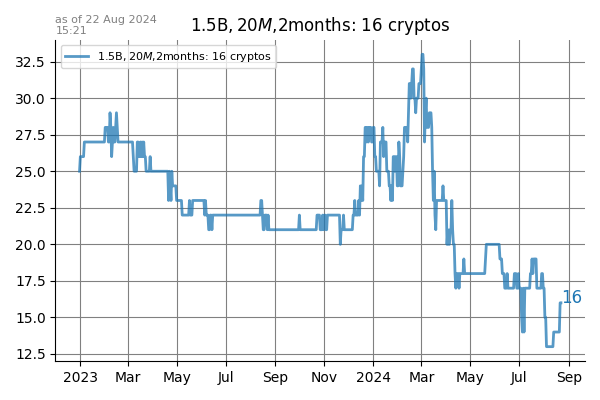 as of 22 Aug 2024
15:21
1.5B, 20M,2months: 16 cryptos
1.5B, 20M,2months: 16 cryptos
32.5
30.0
27.5
25.0
22.5
20.0
17.5
15.0
12.5
16
2023 Mar May Jul Sep Nov 2024 Mar May Jul Sep